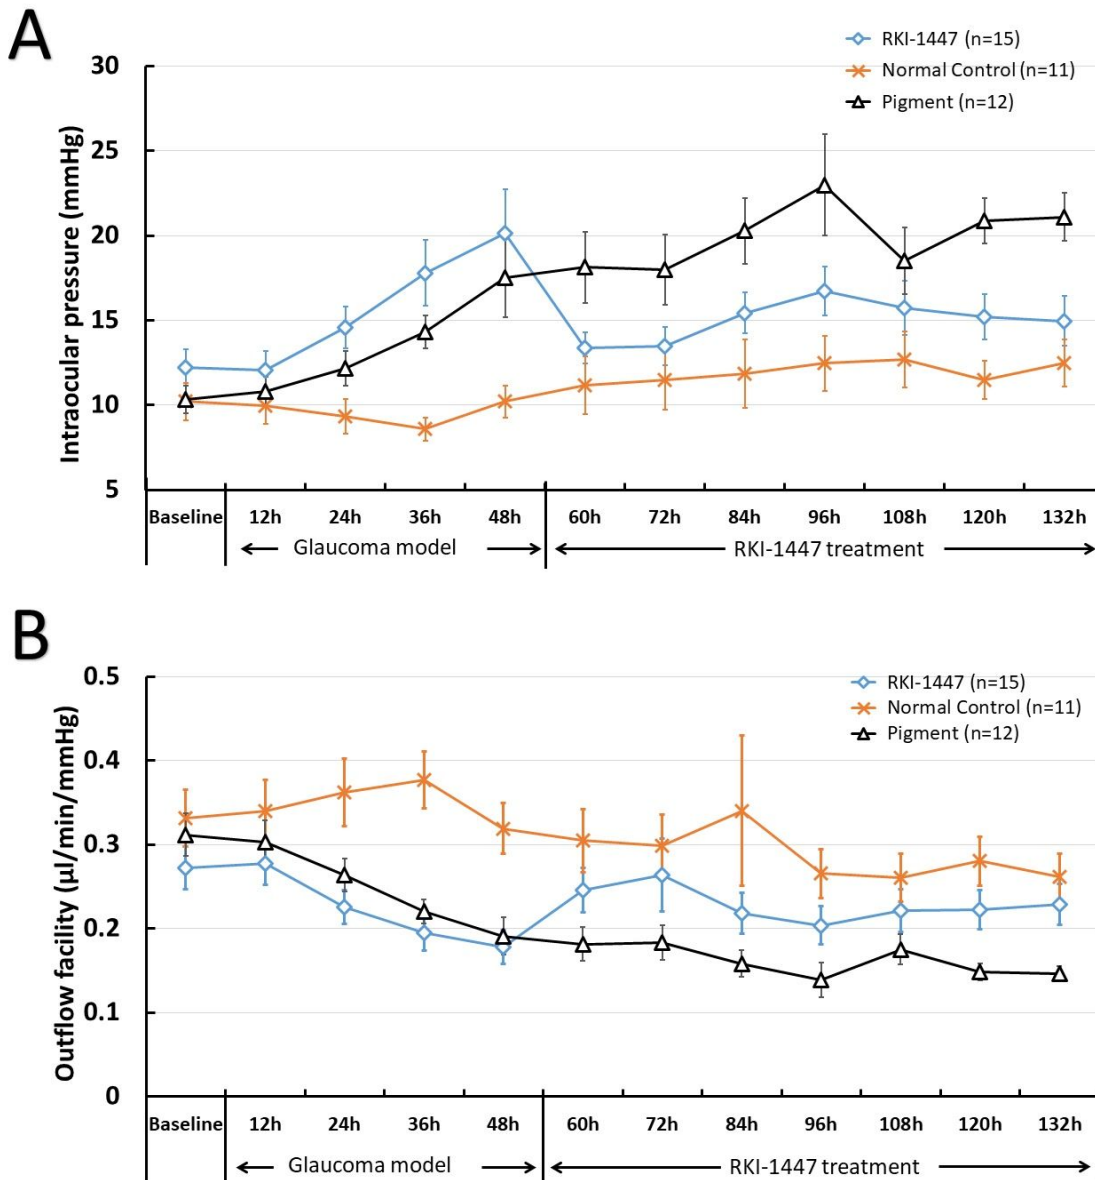 A
RKI-1447 (n=15)
Normal Control (n=11)
Pigment (n=12)
30
25
20
15
10
5
Intraocular pressure (mmHg)
Baseline 12h 24h 36h 48h 60h 72h 84h 96h 108h 120h 132h
Glaucoma model RKI-1447 treatment
B
RKI-1447 (n=15)
Normal Control (n=11)
Pigment (n=12)
0.5
0.4
0.3
0.2
0.1
0
Outflow facility (µl/min/mmHg)
Baseline 12h 24h 36h 48h 60h 72h 84h 96h 108h 120h 132h
Glaucoma model RKI-1447 treatment